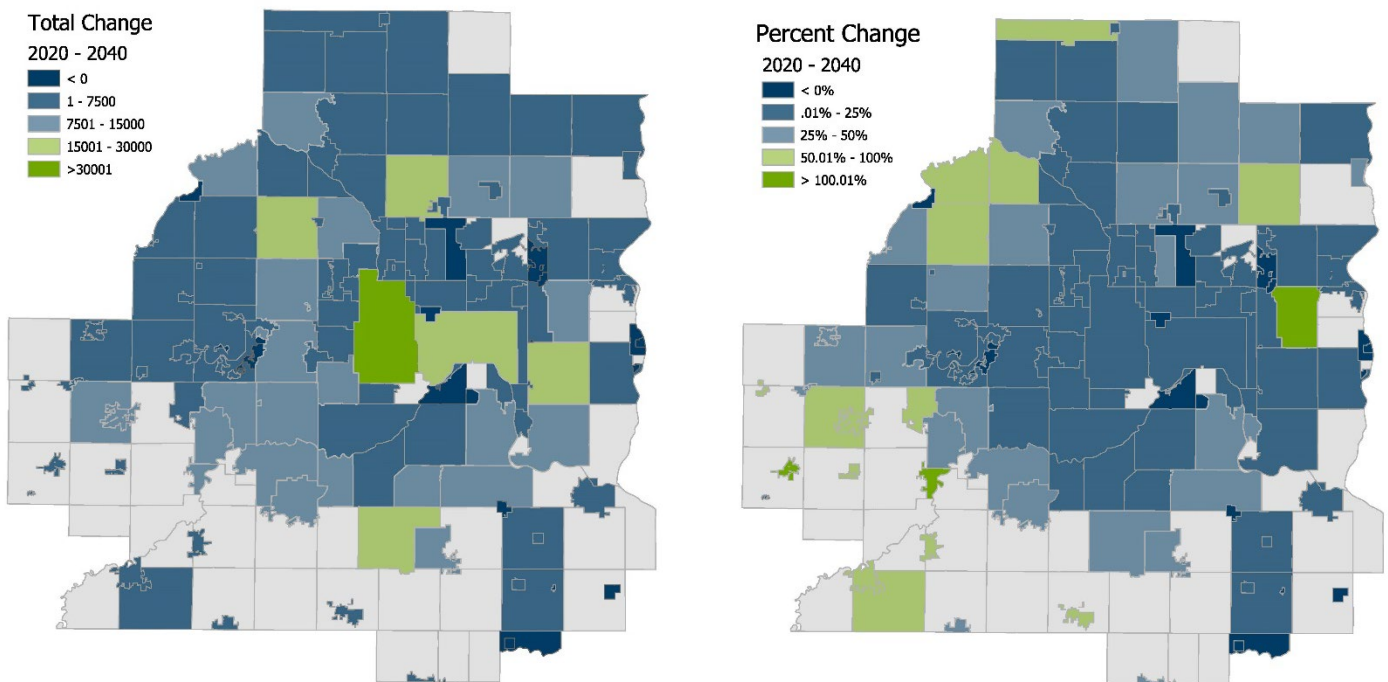 Total Change
2020 - 2040
< 0
1 - 7500
7501 - 15000
15001 - 30000
>30001
Percent Change
2020 - 2040
< 0%
.01% - 25%
25% - 50%
50.01% - 100%
> 100.01%